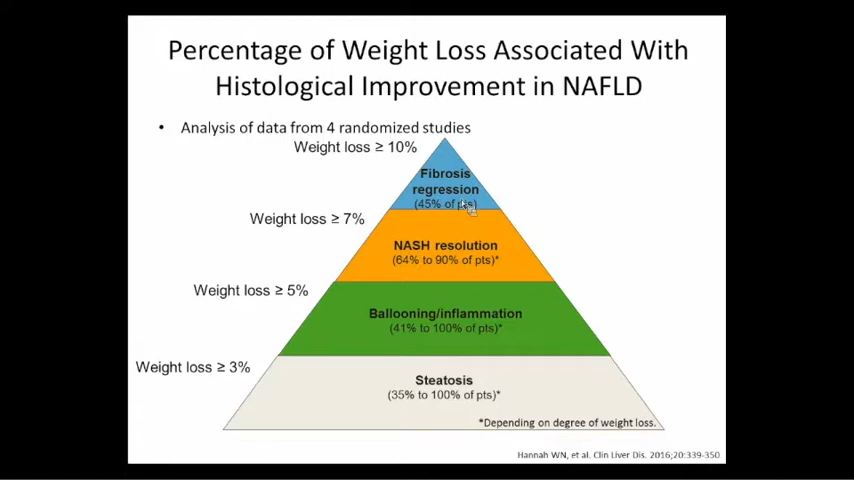 Percentage of Weight Loss Associated With
Histological Improvement in NAFLD
• Analysis of data from 4 randomized studies
Weight loss ≥ 10%
Fibrosis
regression
(45% of pts)
Weight loss ≥ 7%
NASH resolution
(64% to 90% of pts)*
Weight loss ≥ 5%
Ballooning/inflammation
(41% to 100% of pts)*
Weight loss ≥ 3%
Steatosis
(35% to 100% of pts)*
*Depending on degree of weight loss.
Hannah WN, et al. Clin Liver Dis. 2016;20:339-350